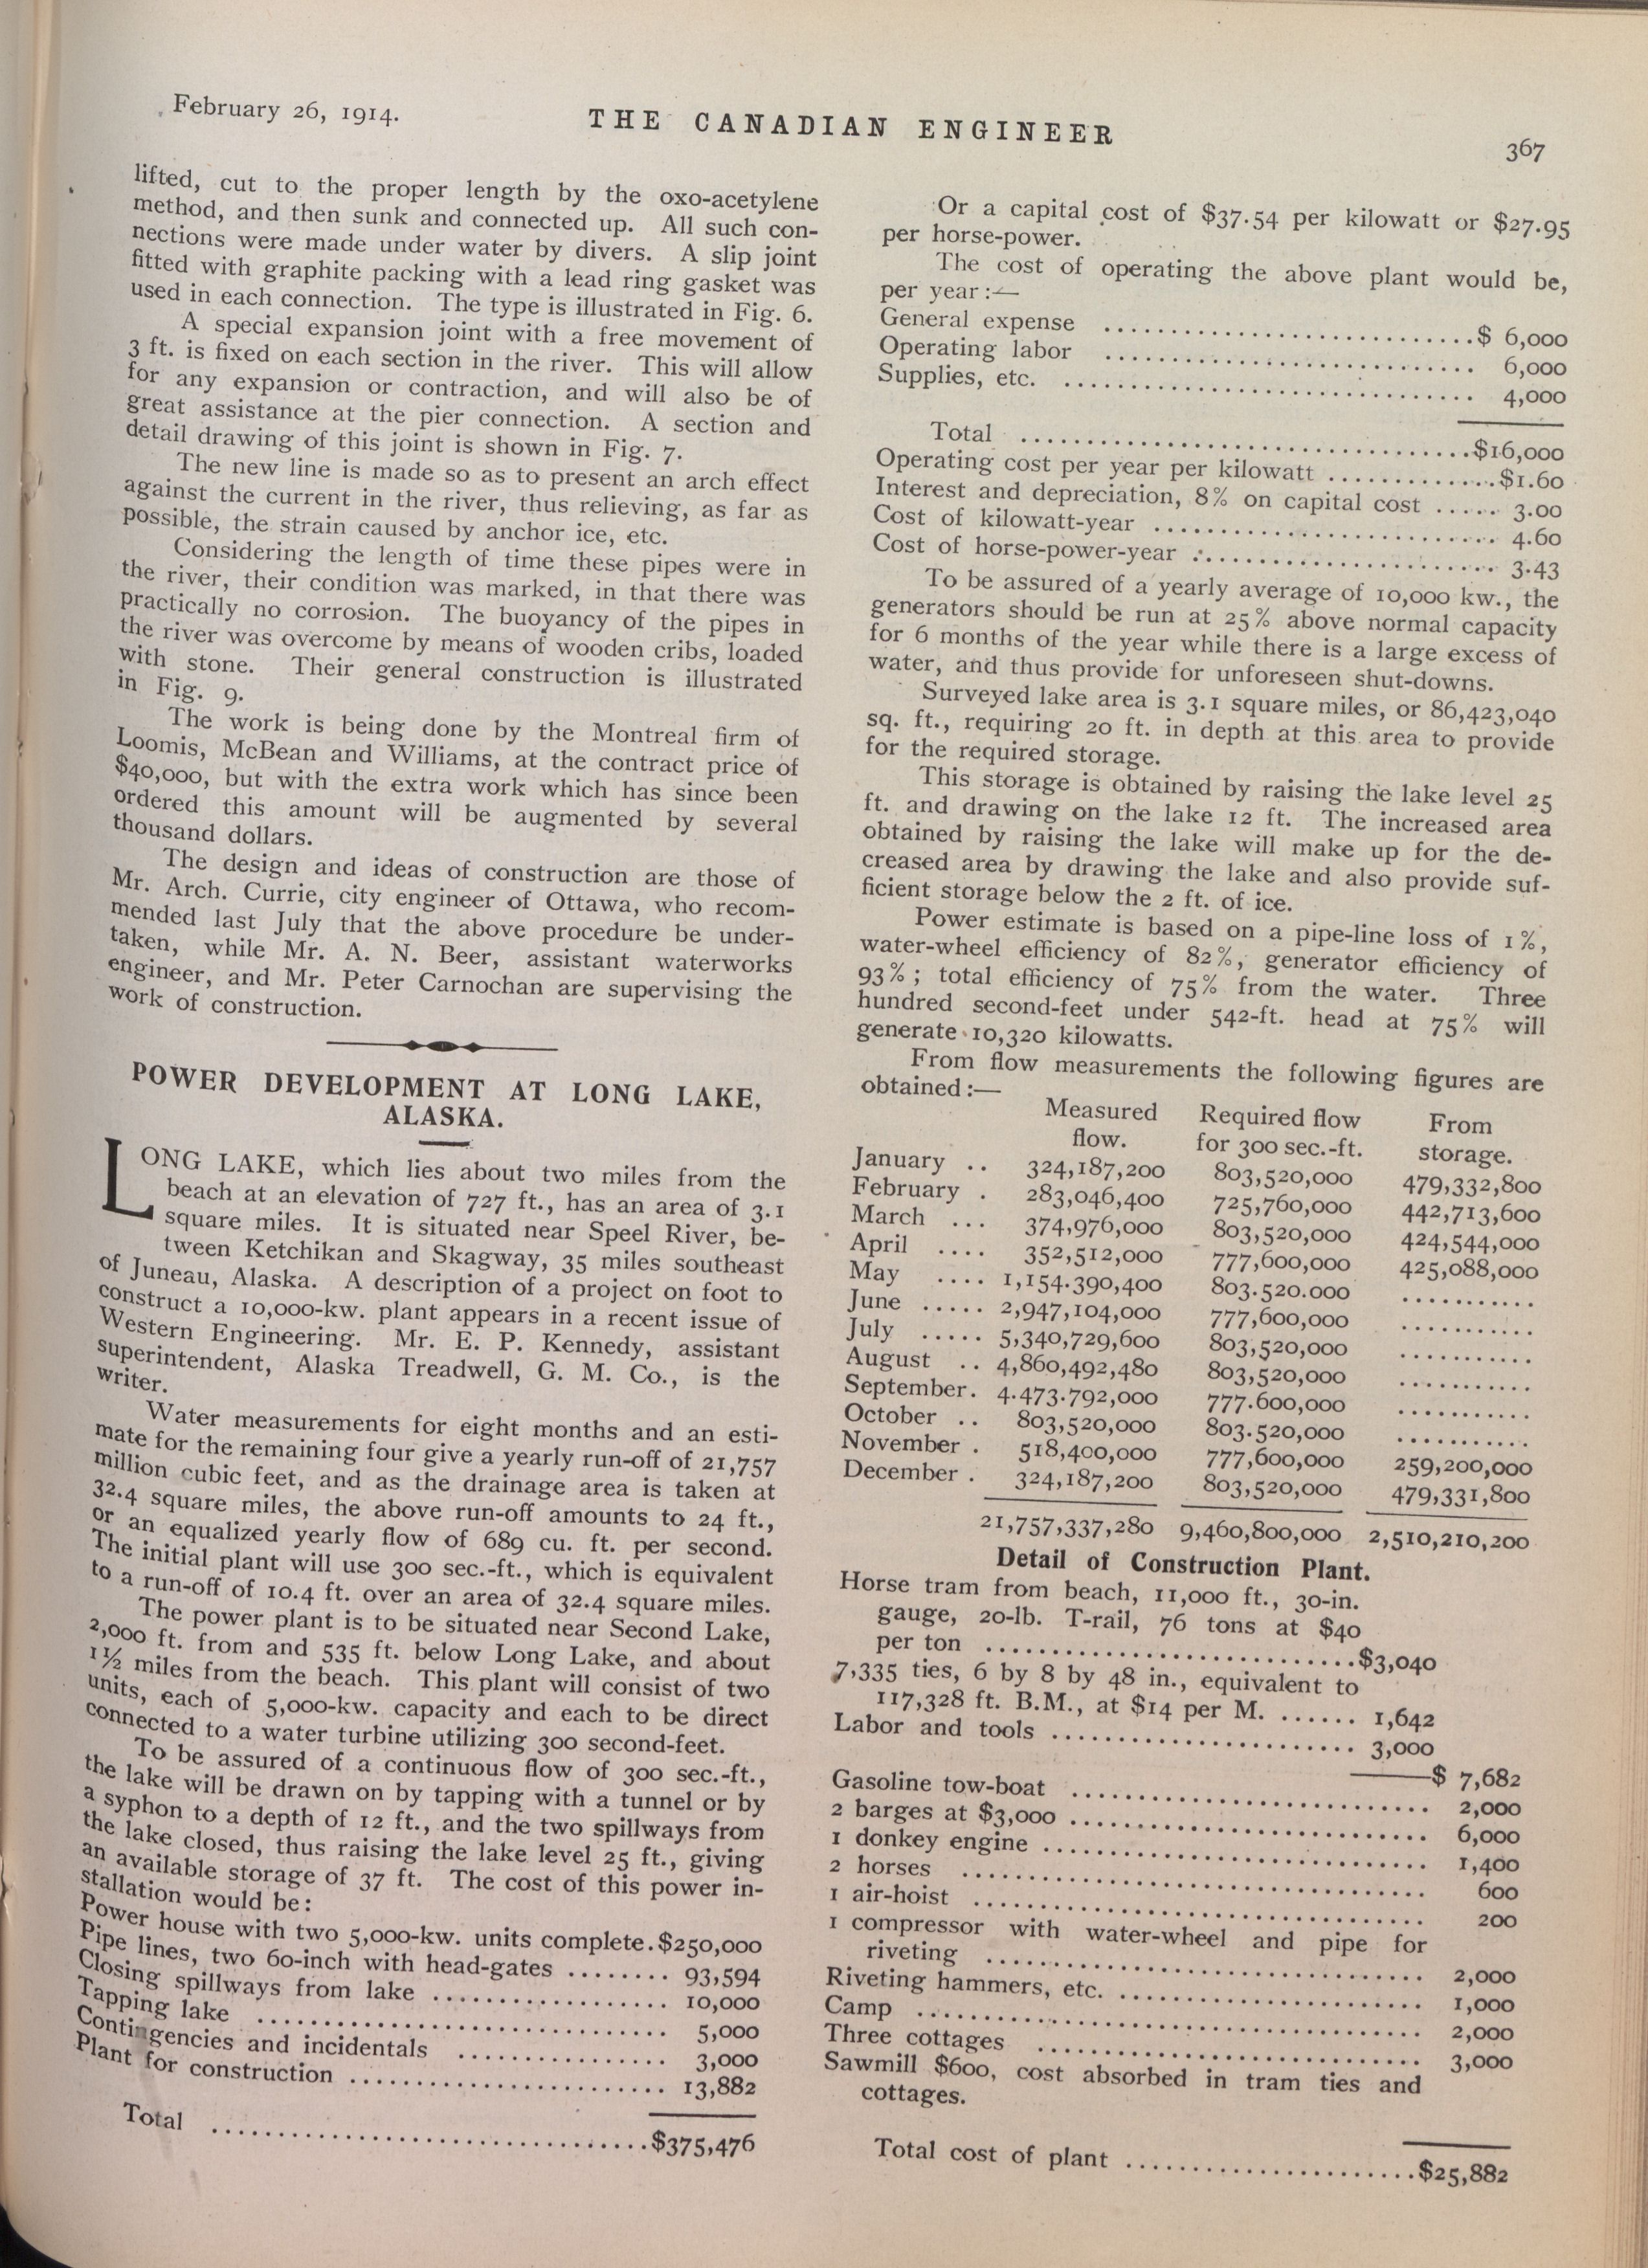 February 26, 1914.
THE CANADIAN ENGINEER
367
lifted, cut to the proper length by the oxo-acetylene
method, and then sunk and connected up. All such con-
nections were made under water by divers. A slip joint
fitted with graphite packing with a lead ring gasket was
used in each connection. The type is illustrated in Fig. 6.
A special expansion joint with a free movement of
3 ft. is fixed on each section in the river. This will allow
for any expansion or contraction, and will also be of
great assistance at the pier connection. A section and
detail drawing of this joint is shown in Fig. 7.
The new line is made so as to present an arch effect
against the current in the river, thus relieving, as far as
possible, the strain caused by anchor ice, etc.
Considering the length of time these pipes were in
the river, their condition was marked, in that there was
practically no corrosion. The buoyancy of the pipes in
the river was overcome by means of wooden cribs, loaded
with stone. Their general construction is illustrated
in Fig. 9.
The work is being done by the Montreal firm of
Loomis, McBean and Williams, at the contract price of
$40,000, but with the extra work which has since been
ordered this amount will be augmented by several
thousand dollars.
The design and ideas of construction are those of
Mr. Arch. Currie, city engineer of Ottawa, who recom-
mended last July that the above procedure be under-
taken, while Mr. A. N. Beer, assistant waterworks
engineer, and Mr. Peter Carnochan are supervising the
work of construction.
POWER DEVELOPMENT AT LONG LAKE,
ALASKA.
LONG LAKE, which lies about two miles from the
beach at an elevation of 727 ft., has an area of 3.1
square miles. It is situated near Speel River, be-
tween Ketchikan and Skagway, 35 miles southeast
of Juneau, Alaska. A description of a project on foot to
construct a 10,000-kw. plant appears in a recent issue of
Western Engineering. Mr. E. P. Kennedy, assistant
superintendent, Alaska Treadwell, G. M. Co., is the
writer.
Water measurements for eight months and an esti-
mate for the remaining four give a yearly run-off of 21,757
million cubic feet, and as the drainage area is taken at
32.4 square miles, the above run-off amounts to 24 ft.,
or an equalized yearly flow of 689 cu. ft. per second.
The initial plant will use 300 sec.-ft., which is equivalent
to a run-off of 10.4 ft. over an area of 32.4 square miles.
The power plant is to be situated near Second Lake,
2,000 ft. from and 535 ft. below Long Lake, and about
1½ miles from the beach. This plant will consist of two
units, each of 5,000-kw. capacity and each to be direct
connected to a water turbine utilizing 300 second-feet.
To be assured of a continuous flow of 300 sec.-ft.,
the lake will be drawn on by tapping with a tunnel or by
a syphon to a depth of 12 ft., and the two spillways from
the lake closed, thus raising the lake level 25 ft., giving
an available storage of 37 ft. The cost of this power in-
stallation would be:
Power house with two 5,000-kw. units complete. $250,000
Pipe lines, two 60-inch with head-gates ........ 93,594
Closing spillways from lake .................. 10,000
Tapping lake ............................... 5,000
Contingencies and incidentals ................ 3,000
Plant for construction ........................ 13,882
Total ................................. $375,476
Or a capital cost of $37.54 per kilowatt or $27.95
per horse-power.
The cost of operating the above plant would be,
per year:—
General expense ............................. $ 6,000
Operating labor ............................. 6,000
Supplies, etc. ................................ 4,000
Total .................................. $16,000
Operating cost per year per kilowatt ............. $1.60
Interest and depreciation, 8% on capital cost ..... 3.00
Cost of kilowatt-year .......................... 4.60
Cost of horse-power-year ....................... 3.43
To be assured of a yearly average of 10,000 kw., the
generators should be run at 25% above normal capacity
for 6 months of the year while there is a large excess of
water, and thus provide for unforeseen shut-downs.
Surveyed lake area is 3.1 square miles, or 86,423,040
sq. ft., requiring 20 ft. in depth at this area to provide
for the required storage.
This storage is obtained by raising the lake level 25
ft. and drawing on the lake 12 ft. The increased area
obtained by raising the lake will make up for the de-
creased area by drawing the lake and also provide suf-
ficient storage below the 2 ft. of ice.
Power estimate is based on a pipe-line loss of 1%,
water-wheel efficiency of 82%, generator efficiency of
93%; total efficiency of 75% from the water. Three
hundred second-feet under 542-ft. head at 75% will
generate 10,320 kilowatts.
From flow measurements the following figures are
obtained:—
Measured Required flow From
flow. for 300 sec.-ft. storage.
January .. 324,187,200 803,520,000 479,332,800
February . 283,046,400 725,760,000 442,713,600
March ... 374,976,000 803,520,000 424,544,000
April .... 352,512,000 777,600,000 425,088,000
May .... 1,154.390,400 803.520.000 ...........
June ..... 2,947,104,000 777,600,000 ...........
July ..... 5,340,729,600 803,520,000 ...........
August .. 4,860,492,480 803,520,000 ...........
September. 4.473.792,000 777.600,000 ...........
October .. 803,520,000 803.520,000 ...........
November . 518,400,000 777,600,000 259,200,000
December . 324,187,200 803,520,000 479,331,800
21,757,337,280 9,460,800,000 2,510,210,200
Detail of Construction Plant.
Horse tram from beach, 11,000 ft., 30-in.
gauge, 20-lb. T-rail, 76 tons at $40
per ton ............................. $3,040
7,335 ties, 6 by 8 by 48 in., equivalent to
117,328 ft. B.M., at $14 per M. ...... 1,642
Labor and tools ........................ 3,000
$ 7,682
Gasoline tow-boat ............................ 2,000
2 barges at $3,000 ............................ 6,000
1 donkey engine .............................. 1,400
2 horses .................................... 600
1 air-hoist ................................... 200
1 compressor with water-wheel and pipe for
riveting .................................. 2,000
Riveting hammers, etc. ........................ 1,000
Camp ....................................... 2,000
Three cottages .............................. 3,000
Sawmill $600, cost absorbed in tram ties and
cottages.
Total cost of plant ....................... $25,882